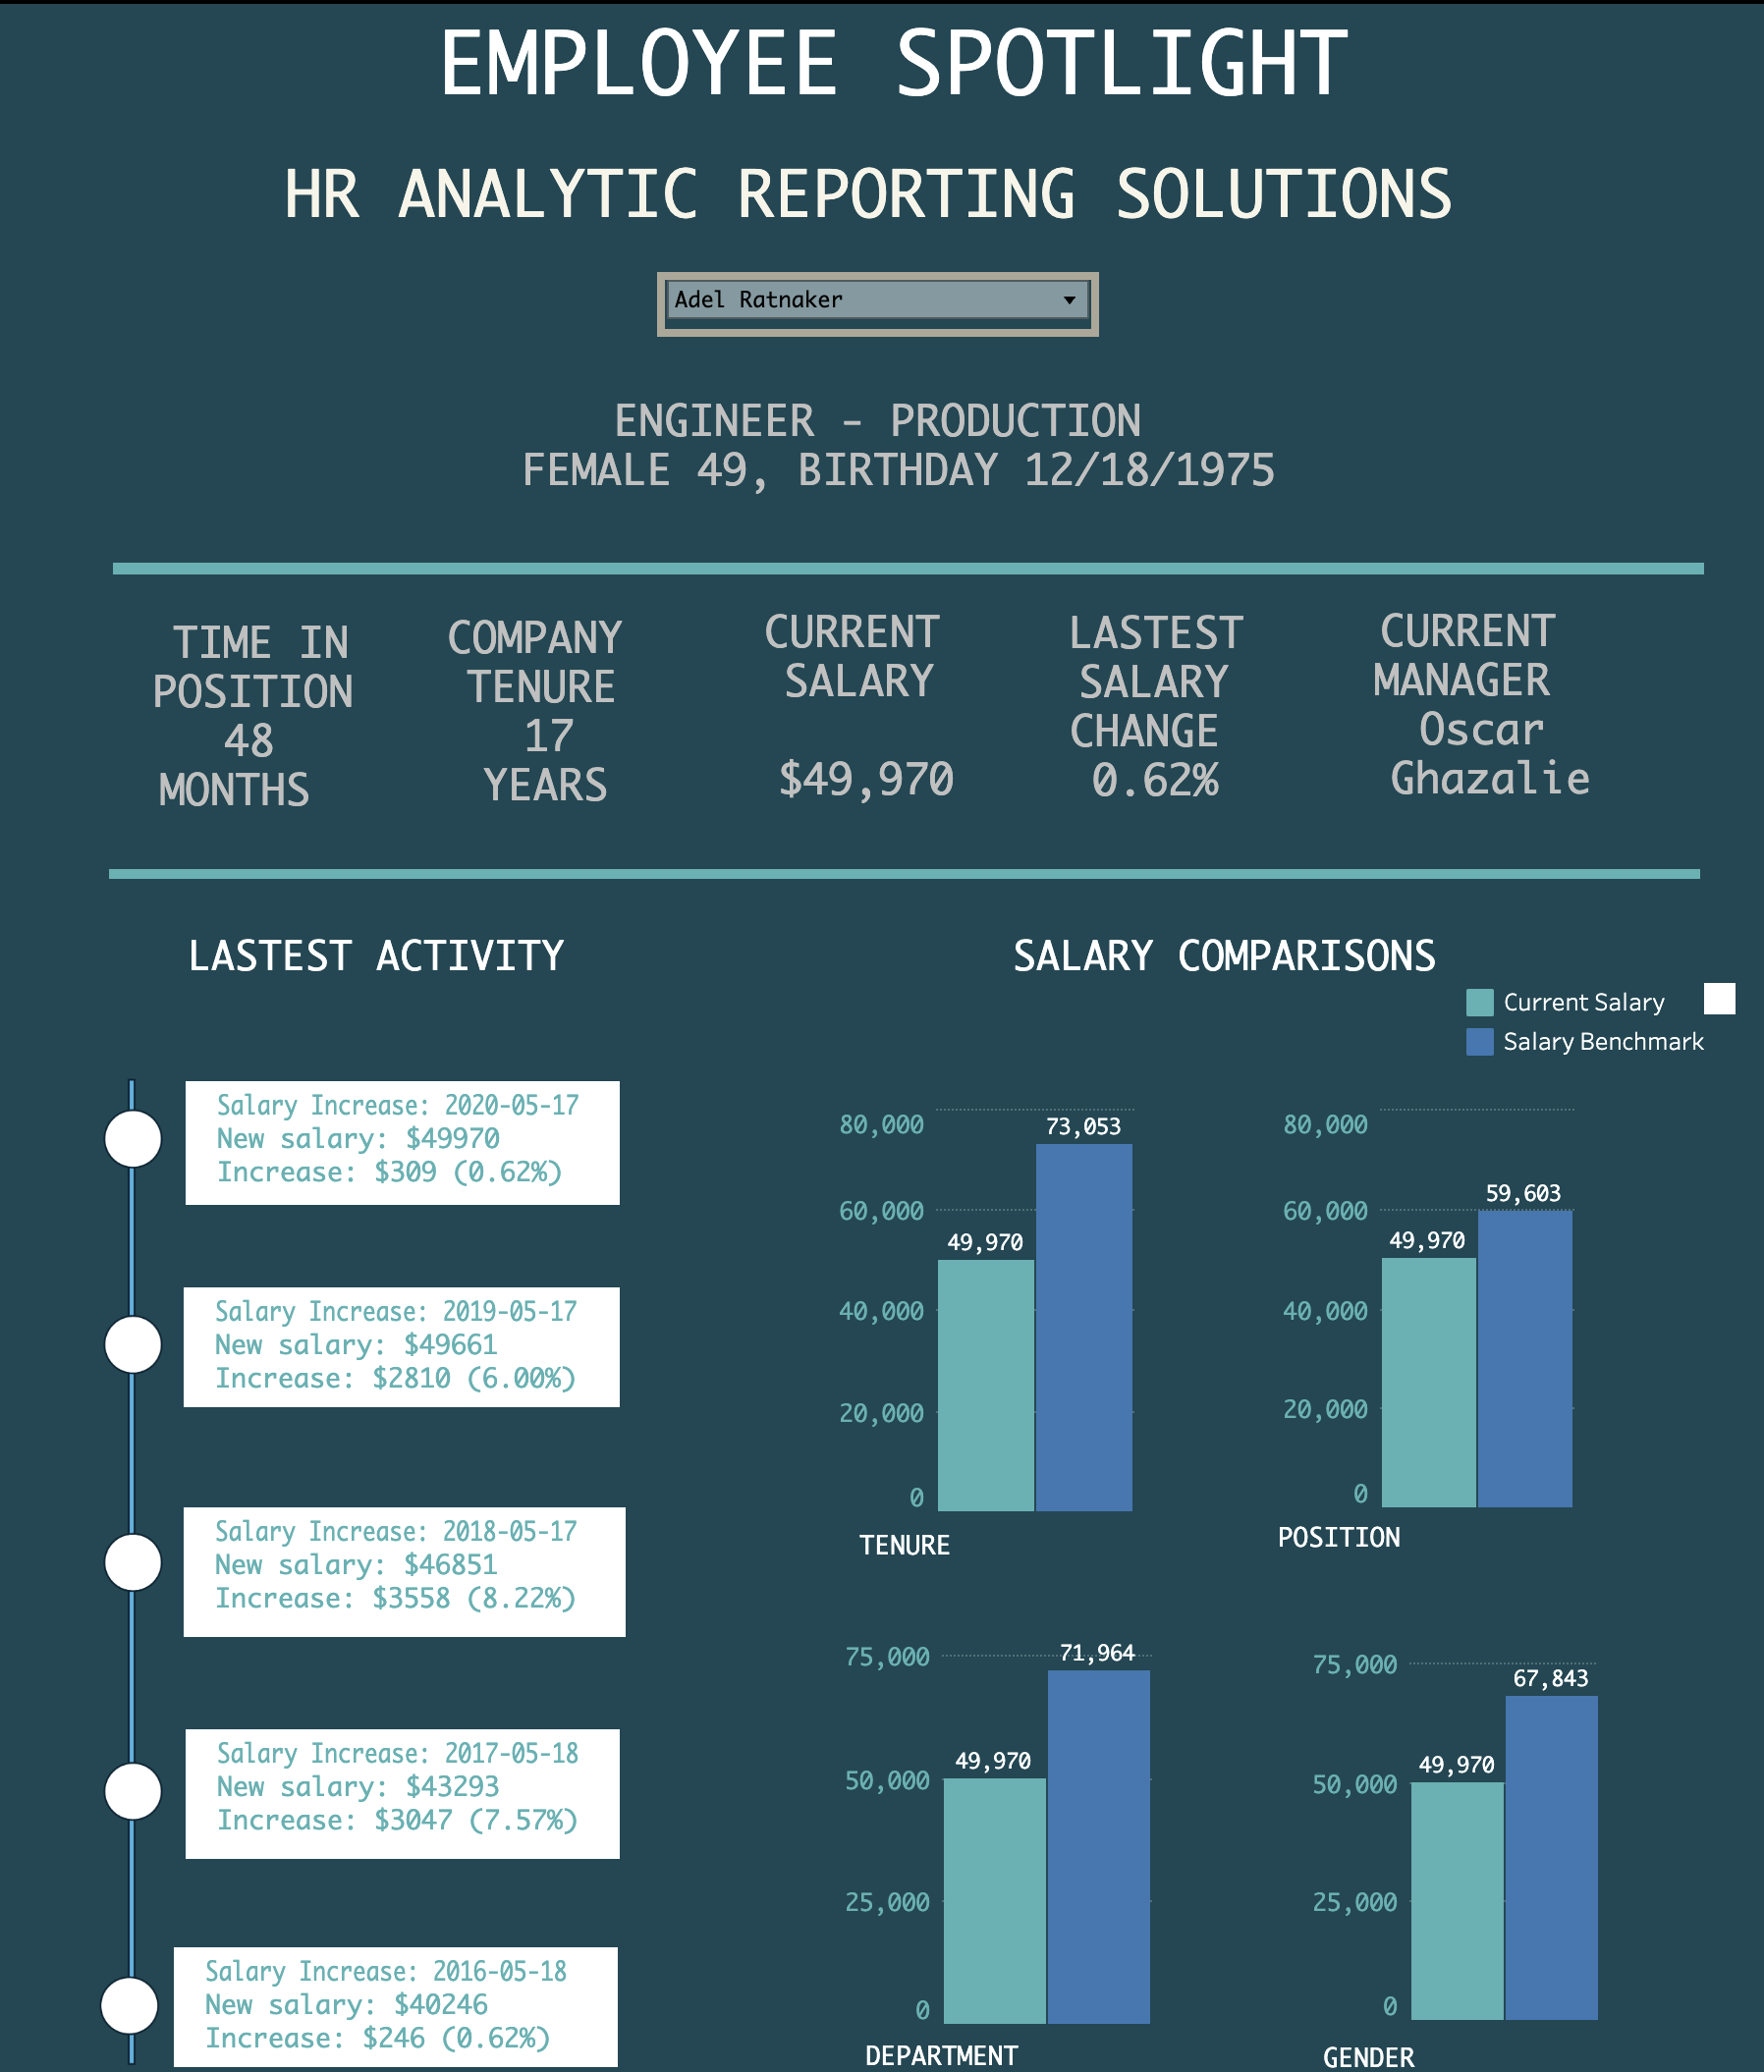 EMPLOYEE SPOTLIGHT
HR ANALYTIC REPORTING SOLUTIONS
Adel Ratnaker
ENGINEER - PRODUCTION
FEMALE 49, BIRTHDAY 12/18/1975
TIME IN
POSITION
48
MONTHS
COMPANY
TENURE
17
YEARS
CURRENT
SALARY
$49,970
LASTEST
SALARY
CHANGE
0.62%
CURRENT
MANAGER
Oscar
Ghazalie
LASTEST ACTIVITY
Salary Increase: 2020-05-17
New salary: $49970
Increase: $309 (0.62%)
Salary Increase: 2019-05-17
New salary: $49661
Increase: $2810 (6.00%)
Salary Increase: 2018-05-17
New salary: $46851
Increase: $3558 (8.22%)
Salary Increase: 2017-05-18
New salary: $43293
Increase: $3047 (7.57%)
Salary Increase: 2016-05-18
New salary: $40246
Increase: $246 (0.62%)
SALARY COMPARISONS
Current Salary
Salary Benchmark
80,000
60,000
40,000
20,000
0
49,970
73,053
TENURE
80,000
60,000
40,000
20,000
0
49,970
59,603
POSITION
75,000
50,000
25,000
0
49,970
71,964
DEPARTMENT
75,000
50,000
25,000
0
49,970
67,843
GENDER